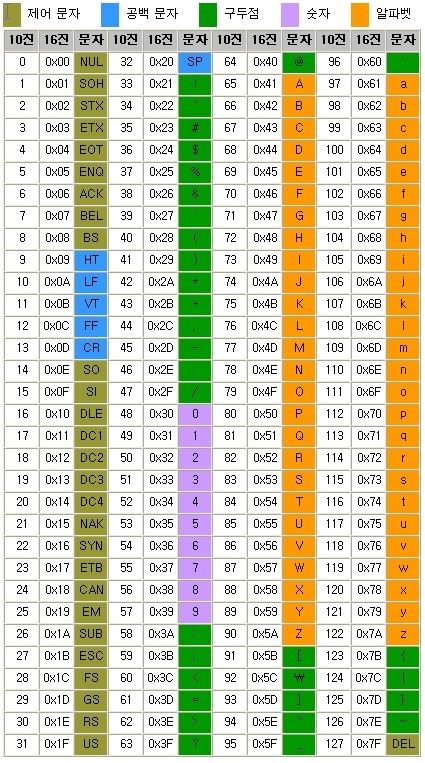 제어 문자 공백 문자 구두점 숫자 알파벳
10진 16진 문자 10진 16진 문자 10진 16진 문자 10진 16진 문자
0 0x00 NUL 32 0x20 SP 64 0x40 @ 96 0x60 `
1 0x01 SOH 33 0x21 ! 65 0x41 A 97 0x61 a
2 0x02 STX 34 0x22 " 66 0x42 B 98 0x62 b
3 0x03 ETX 35 0x23 # 67 0x43 C 99 0x63 c
4 0x04 EOT 36 0x24 $ 68 0x44 D 100 0x64 d
5 0x05 ENQ 37 0x25 % 69 0x45 E 101 0x65 e
6 0x06 ACK 38 0x26 & 70 0x46 F 102 0x66 f
7 0x07 BEL 39 0x27 ' 71 0x47 G 103 0x67 g
8 0x08 BS 40 0x28 ( 72 0x48 H 104 0x68 h
9 0x09 HT 41 0x29 ) 73 0x49 I 105 0x69 i
10 0x0A LF 42 0x2A * 74 0x4A J 106 0x6A j
11 0x0B VT 43 0x2B + 75 0x4B K 107 0x6B k
12 0x0C FF 44 0x2C , 76 0x4C L 108 0x6C l
13 0x0D CR 45 0x2D - 77 0x4D M 109 0x6D m
14 0x0E SO 46 0x2E . 78 0x4E N 110 0x6E n
15 0x0F SI 47 0x2F / 79 0x4F O 111 0x6F o
16 0x10 DLE 48 0x30 0 80 0x50 P 112 0x70 p
17 0x11 DC1 49 0x31 1 81 0x51 Q 113 0x71 q
18 0x12 DC2 50 0x32 2 82 0x52 R 114 0x72 r
19 0x13 DC3 51 0x33 3 83 0x53 S 115 0x73 s
20 0x14 DC4 52 0x34 4 84 0x54 T 116 0x74 t
21 0x15 NAK 53 0x35 5 85 0x55 U 117 0x75 u
22 0x16 SYN 54 0x36 6 86 0x56 V 118 0x76 v
23 0x17 ETB 55 0x37 7 87 0x57 W 119 0x77 w
24 0x18 CAN 56 0x38 8 88 0x58 X 120 0x78 x
25 0x19 EM 57 0x39 9 89 0x59 Y 121 0x79 y
26 0x1A SUB 58 0x3A : 90 0x5A Z 122 0x7A z
27 0x1B ESC 59 0x3B ; 91 0x5B [ 123 0x7B {
28 0x1C FS 60 0x3C < 92 0x5C ₩ 124 0x7C |
29 0x1D GS 61 0x3D = 93 0x5D ] 125 0x7D }
30 0x1E RS 62 0x3E > 94 0x5E ^ 126 0x7E ~
31 0x1F US 63 0x3F ? 95 0x5F _ 127 0x7F DEL